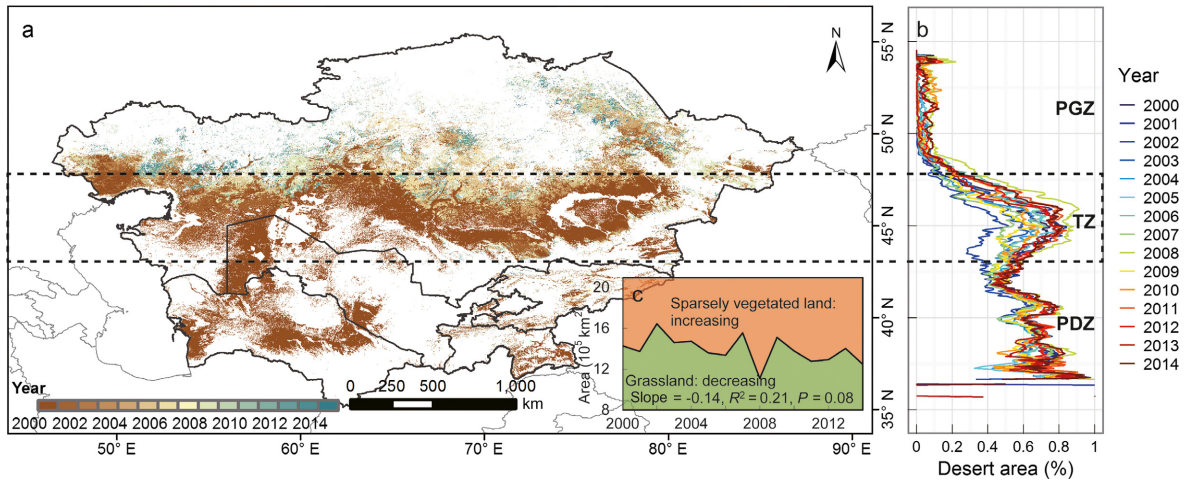 a
N
Year
2000 2002 2004 2006 2008 2010 2012 2014
0 250 500 1,000
km
50° E 60° E 70° E 80° E 90° E
c
Sparsely vegetated land:
increasing
Grassland: decreasing
Slope = -0.14, R² = 0.21, P = 0.08
Area (10⁵ km²)
20
16
12
8
2000 2004 2008 2012
b
55° N
50° N
45° N
40° N
35° N
PGZ
TZ
PDZ
0 0.2 0.4 0.6 0.8 1
Desert area (%)
Year
2000
2001
2002
2003
2004
2005
2006
2007
2008
2009
2010
2011
2012
2013
2014